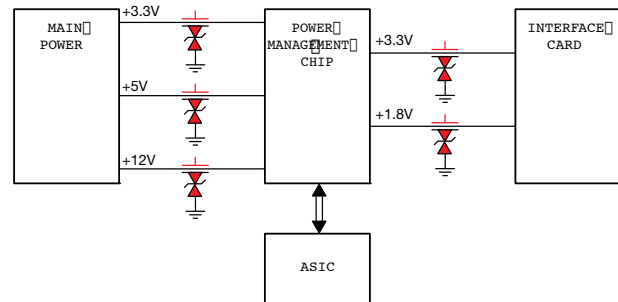 MAIN
POWER
+3.3V
+5V
+12V
POWER
MANAGEMENT
CHIP
+3.3V
+1.8V
INTERFACE
CARD
ASIC